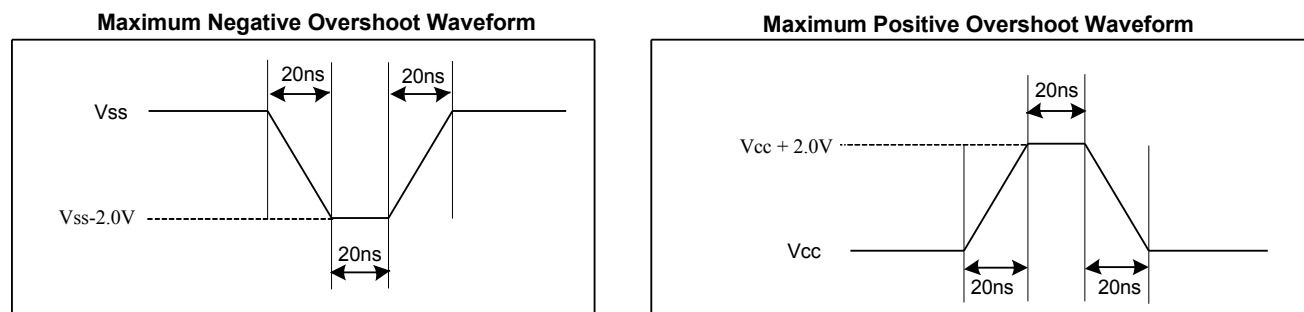 Maximum Negative Overshoot Waveform
20ns
20ns
Vss
Vss-2.0V
20ns
Maximum Positive Overshoot Waveform
20ns
Vcc + 2.0V
Vcc
20ns
20ns